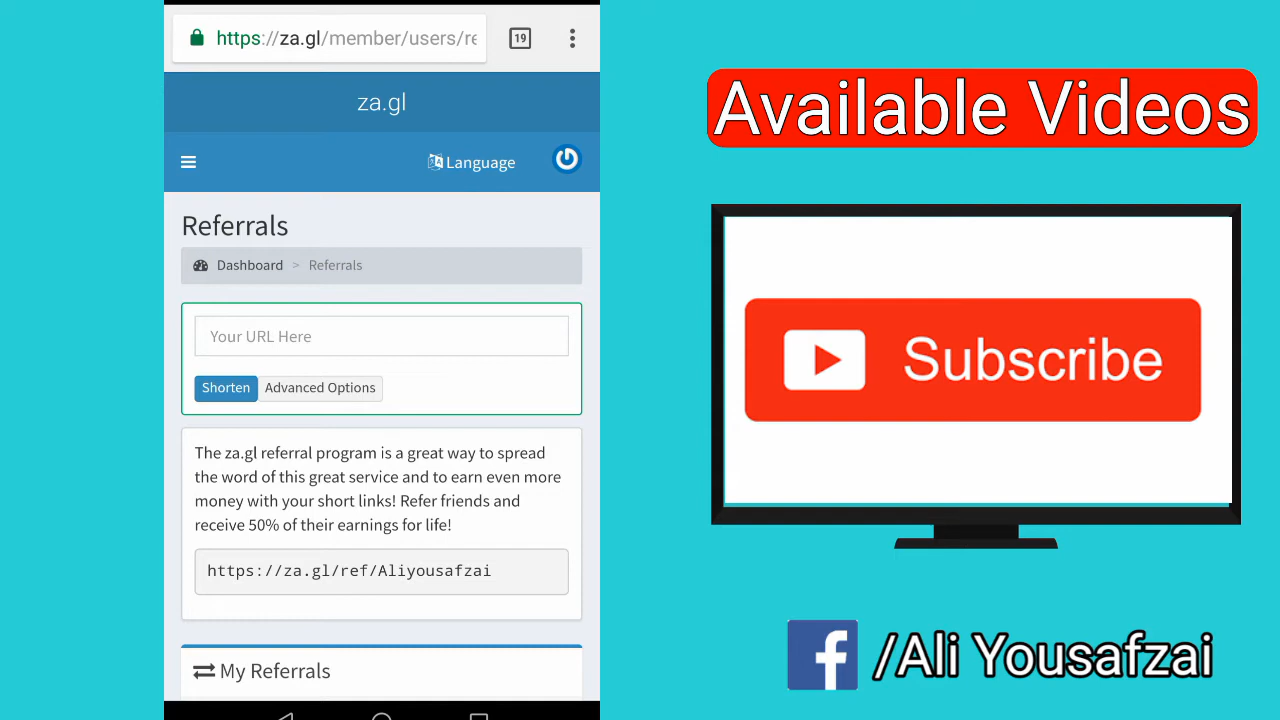 https://za.gl/member/users/re
19
za.gl
Language
Referrals
Dashboard > Referrals
Your URL Here
Shorten
Advanced Options
The za.gl referral program is a great way to spread
the word of this great service and to earn even more
money with your short links! Refer friends and
receive 50% of their earnings for life!
https://za.gl/ref/Aliyousafzai
My Referrals
Available Videos
Subscribe
f /Ali Yousafzai